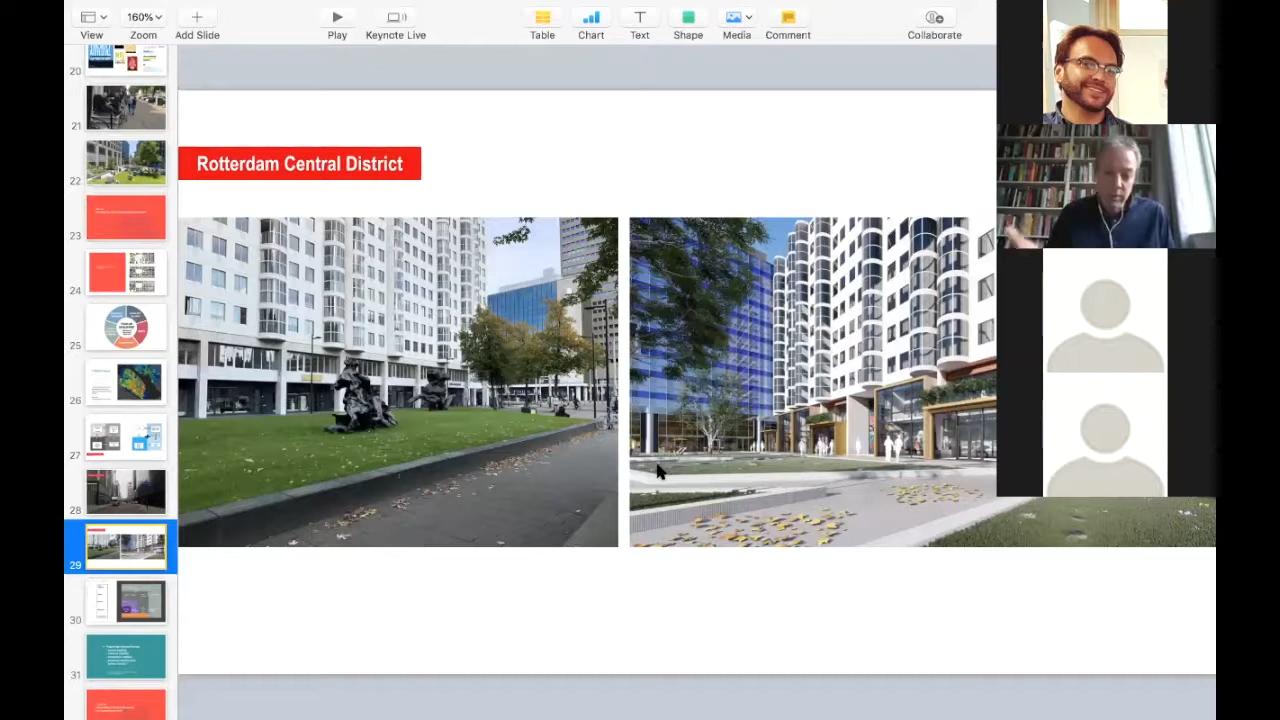 View
160%
Zoom
Add Slide
Play
Keynote Live
Table
Chart
T
Text
Shape
Media
Comment
Collaborate
20
21
22
23
24
25
26
27
28
29
30
31
Rotterdam Central District